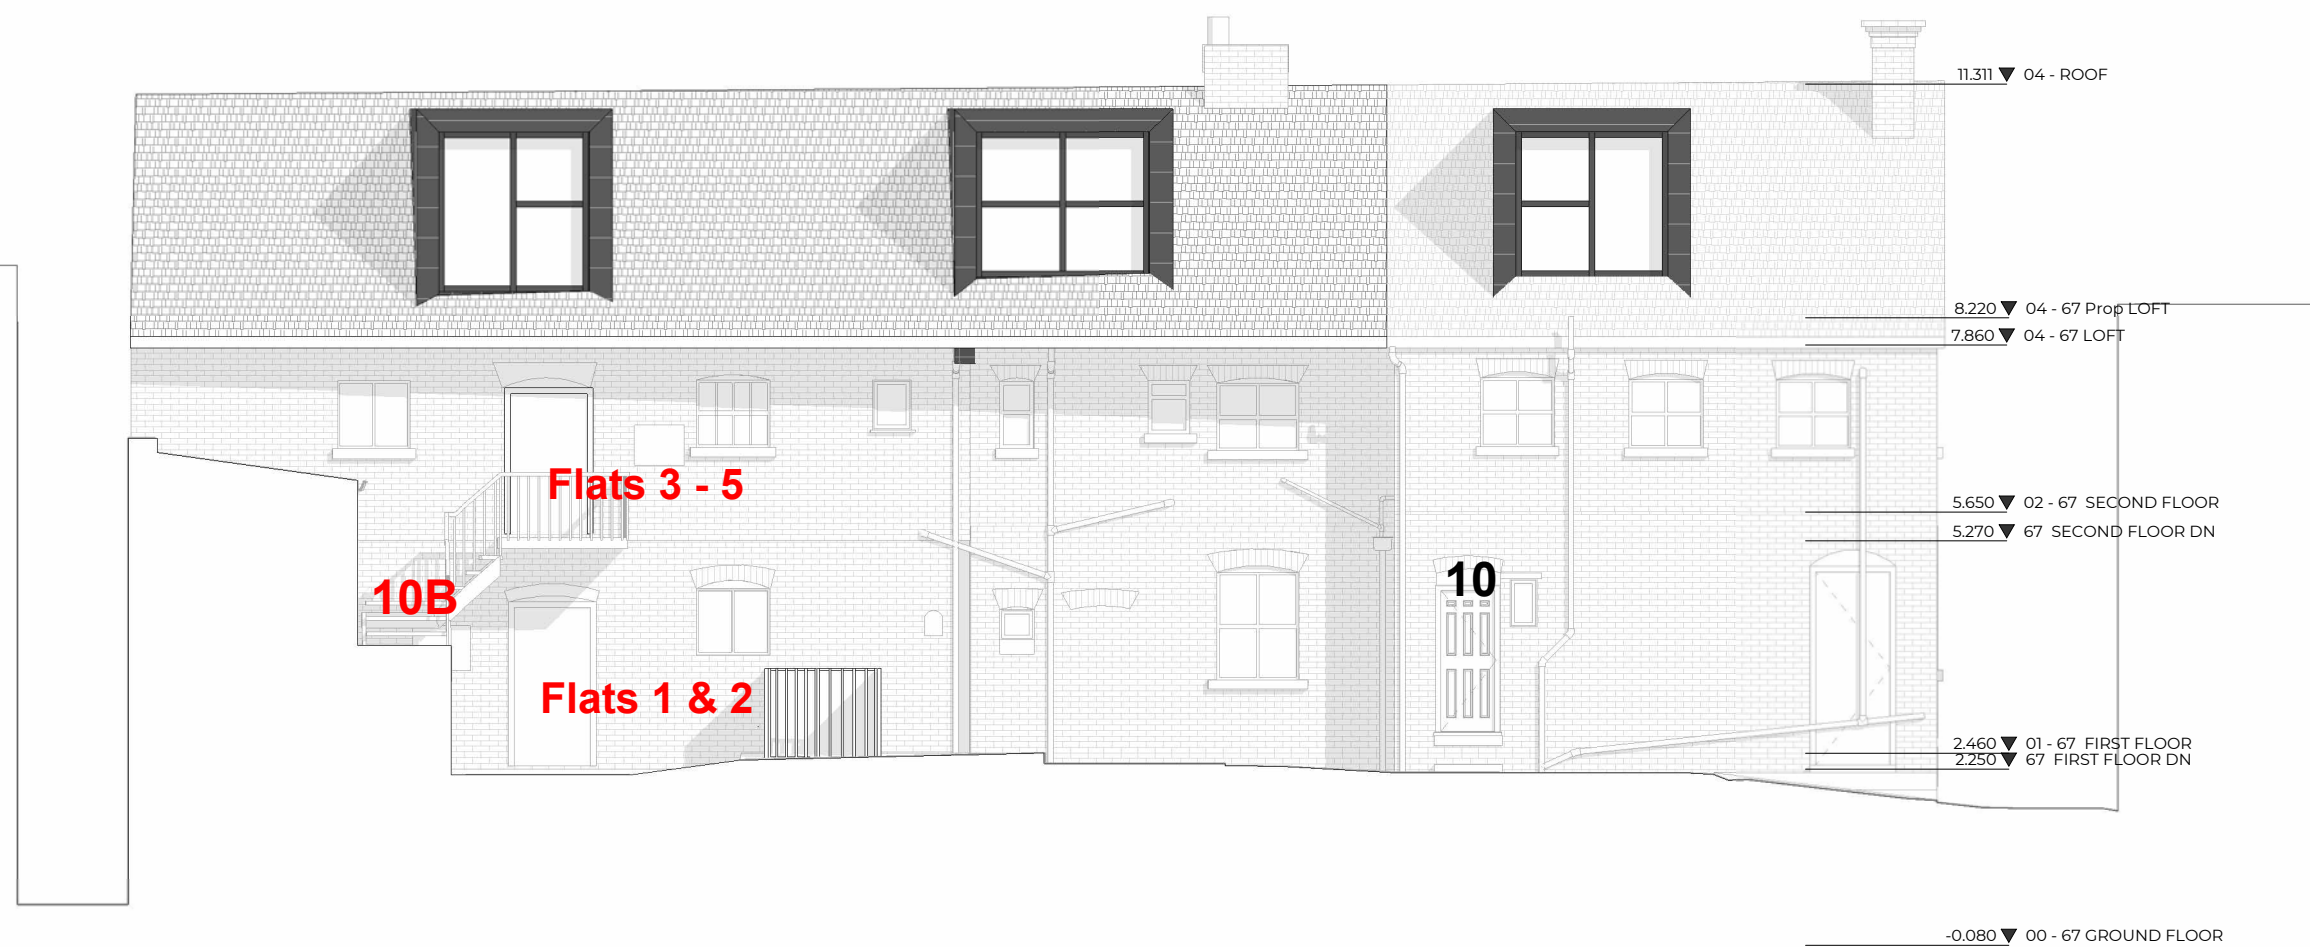 11.311 04 - ROOF
8.220 04 - 67 Prop LOFT
7.860 04 - 67 LOFT
Flats 3 - 5
5.650 02 - 67 SECOND FLOOR
5.270 67 SECOND FLOOR DN
10B
10
Flats 1 & 2
2.460 01 - 67 FIRST FLOOR
2.250 67 FIRST FLOOR DN
-0.080 00 - 67 GROUND FLOOR